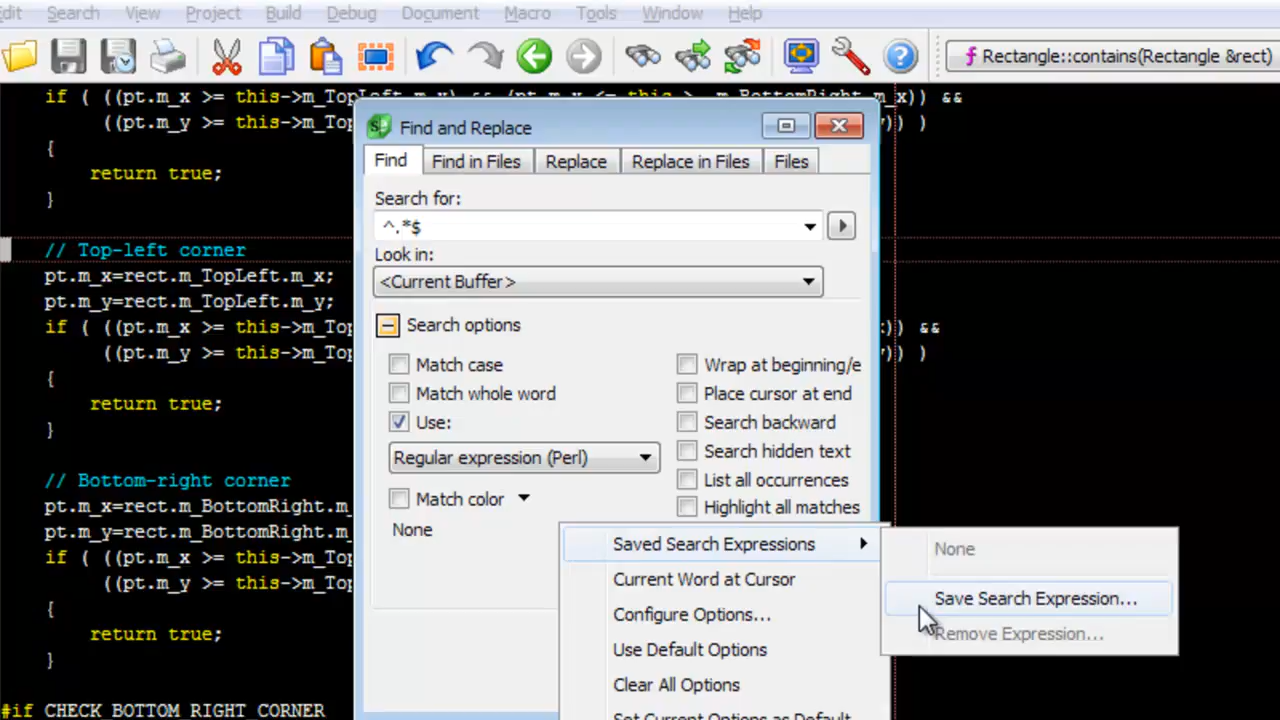 dit Search View Project Build Debug Document Macro Tools Window Help
Rectangle::contains(Rectangle &rect)
if ( ((pt.m_x >= this->m_TopLeft.m_x) && (pt.m_x <= this->m_BottomRight.m_x)) &&
((pt.m_y >= this->m_Top
y)) )
{
return true;
}
// Top-left corner
pt.m_x=rect.m_TopLeft.m_x;
pt.m_y=rect.m_TopLeft.m_y;
if ( ((pt.m_x >= this->m_Top
x)) &&
((pt.m_y >= this->m_Top
y)) )
{
return true;
}
// Bottom-right corner
pt.m_x=rect.m_BottomRight.m_
pt.m_y=rect.m_BottomRight.m_
if ( ((pt.m_x >= this->m_Top
((pt.m_y >= this->m_Top
{
return true;
}
#if CHECK_BOTTOM_RIGHT_CORNER
Find and Replace
Find Find in Files Replace Replace in Files Files
Search for:
^.*$
Look in:
<Current Buffer>
Search options
Match case
Match whole word
Use:
Regular expression (Perl)
Match color
None
Wrap at beginning/e
Place cursor at end
Search backward
Search hidden text
List all occurrences
Highlight all matches
Saved Search Expressions
Current Word at Cursor
Configure Options...
Use Default Options
Clear All Options
Set Current Options as Default
None
Save Search Expression...
Remove Expression...